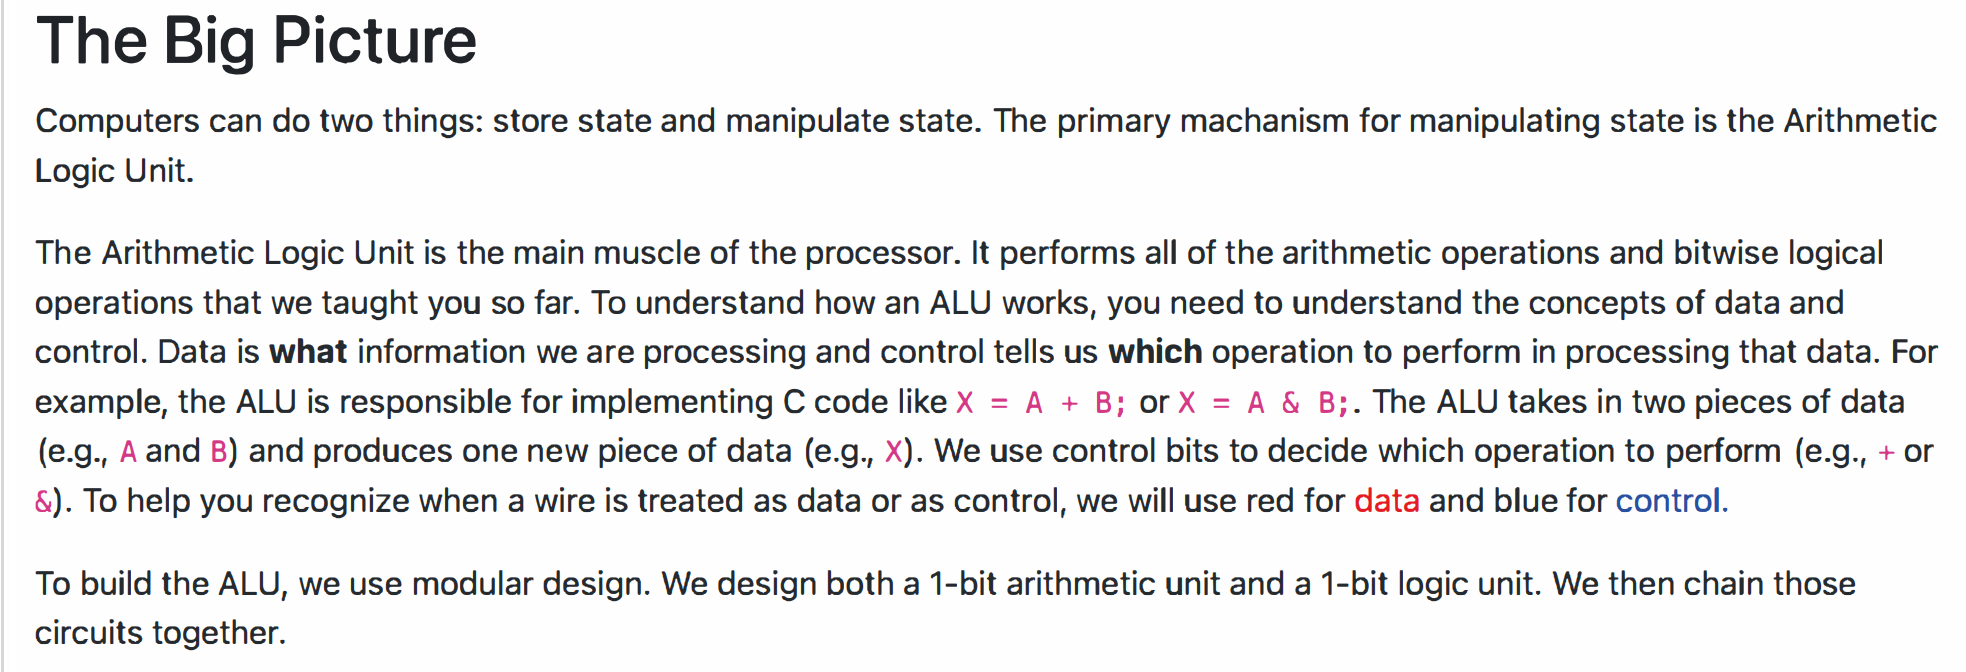 The Big Picture
Computers can do two things: store state and manipulate state. The primary machanism for manipulating state is the Arithmetic
Logic Unit.
The Arithmetic Logic Unit is the main muscle of the processor. It performs all of the arithmetic operations and bitwise logical
operations that we taught you so far. To understand how an ALU works, you need to understand the concepts of data and
control. Data is what information we are processing and control tells us which operation to perform in processing that data. For
example, the ALU is responsible for implementing C code like X = A + B; or X = A & B;. The ALU takes in two pieces of data
(e.g., A and B) and produces one new piece of data (e.g., X). We use control bits to decide which operation to perform (e.g., + or
&). To help you recognize when a wire is treated as data or as control, we will use red for data and blue for control.
To build the ALU, we use modular design. We design both a 1-bit arithmetic unit and a 1-bit logic unit. We then chain those
circuits together.